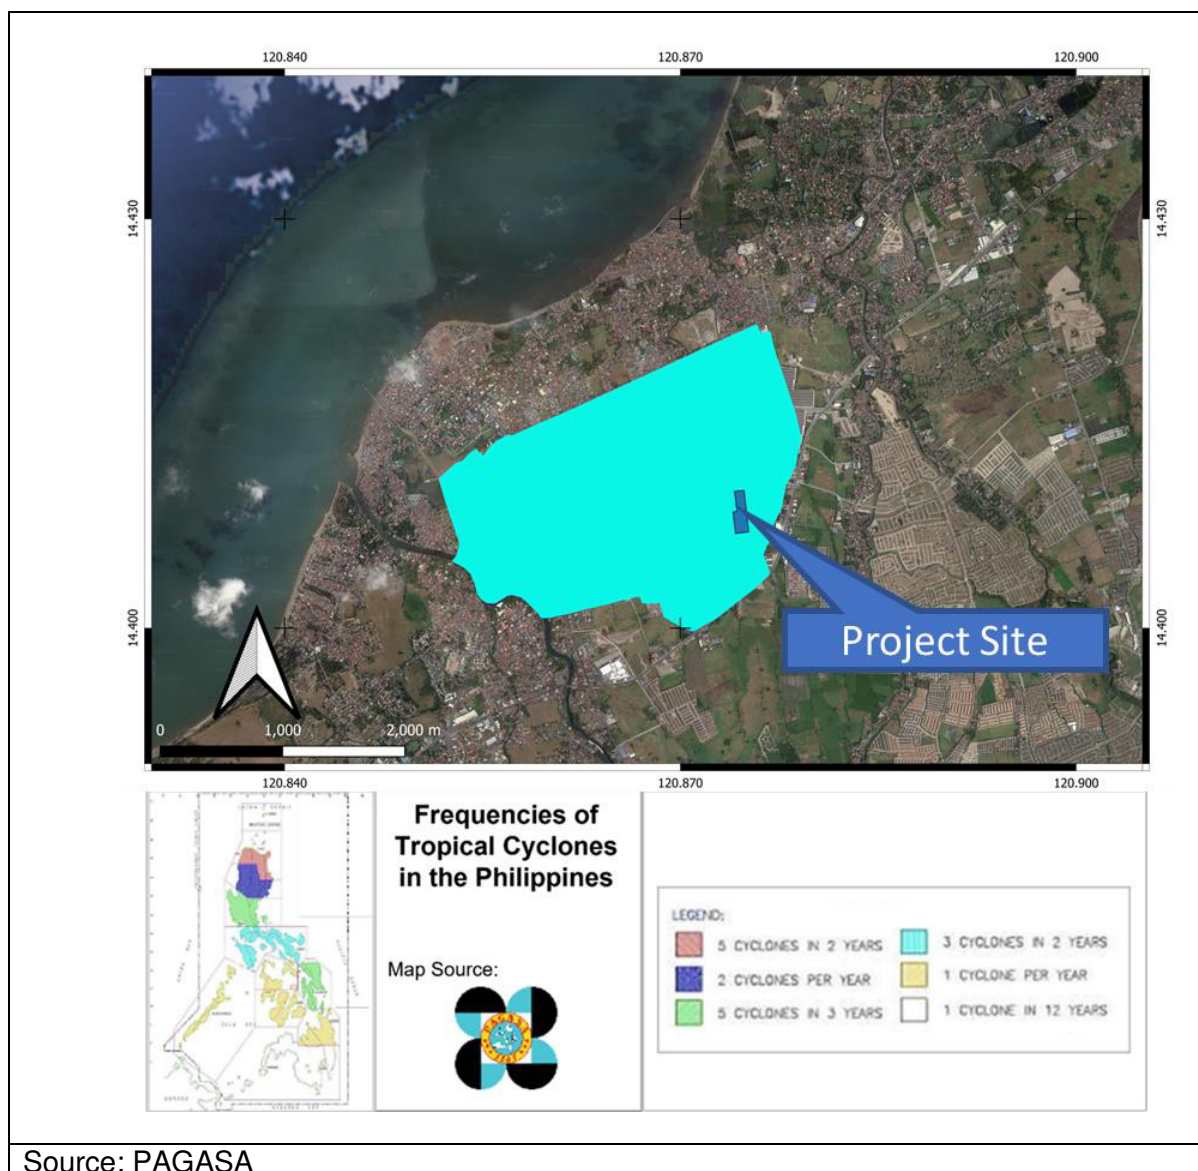 120.840
120.870
120.900
14.430
14.430
14.400
14.400
Project Site
0
1,000
2,000 m
120.840
120.870
120.900
Frequencies of
Tropical Cyclones
in the Philippines
Map Source:
PAGASA
LEGEND:
5 CYCLONES IN 2 YEARS
3 CYCLONES IN 2 YEARS
2 CYCLONES PER YEAR
1 CYCLONE PER YEAR
5 CYCLONES IN 3 YEARS
1 CYCLONE IN 12 YEARS
Source: PAGASA